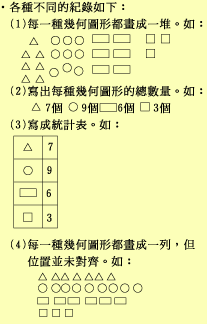 ・各種不同的紀錄如下：
(1)每一種幾何圖形都畫成一堆。如：
(2)寫出每種幾何圖形的總數量。如：
△ 7個 ○ 9個 ▭ 6個 □ 3個
(3)寫成統計表。如：
△ 7
○ 9
▭ 6
□ 3
(4)每一種幾何圖形都畫成一列，但
位置並未對齊。如：